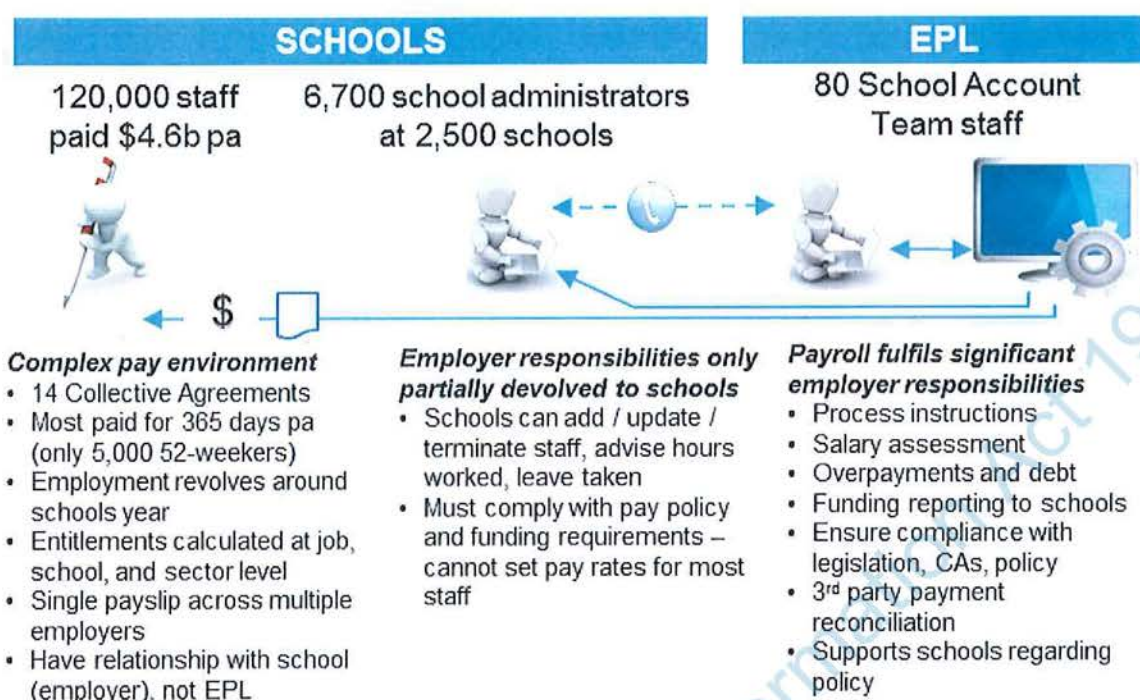 SCHOOLS
EPL
120,000 staff
paid $4.6b pa
6,700 school administrators
at 2,500 schools
80 School Account
Team staff
$
Complex pay environment
• 14 Collective Agreements
• Most paid for 365 days pa
(only 5,000 52-weekers)
• Employment revolves around
schools year
• Entitlements calculated at job,
school, and sector level
• Single payslip across multiple
employers
• Have relationship with school
(employer), not EPL
Employer responsibilities only
partially devolved to schools
• Schools can add / update /
terminate staff, advise hours
worked, leave taken
• Must comply with pay policy
and funding requirements –
cannot set pay rates for most
staff
Payroll fulfils significant
employer responsibilities
• Process instructions
• Salary assessment
• Overpayments and debt
• Funding reporting to schools
• Ensure compliance with
legislation, CAs, policy
• 3rd party payment
reconciliation
• Supports schools regarding
policy
Act